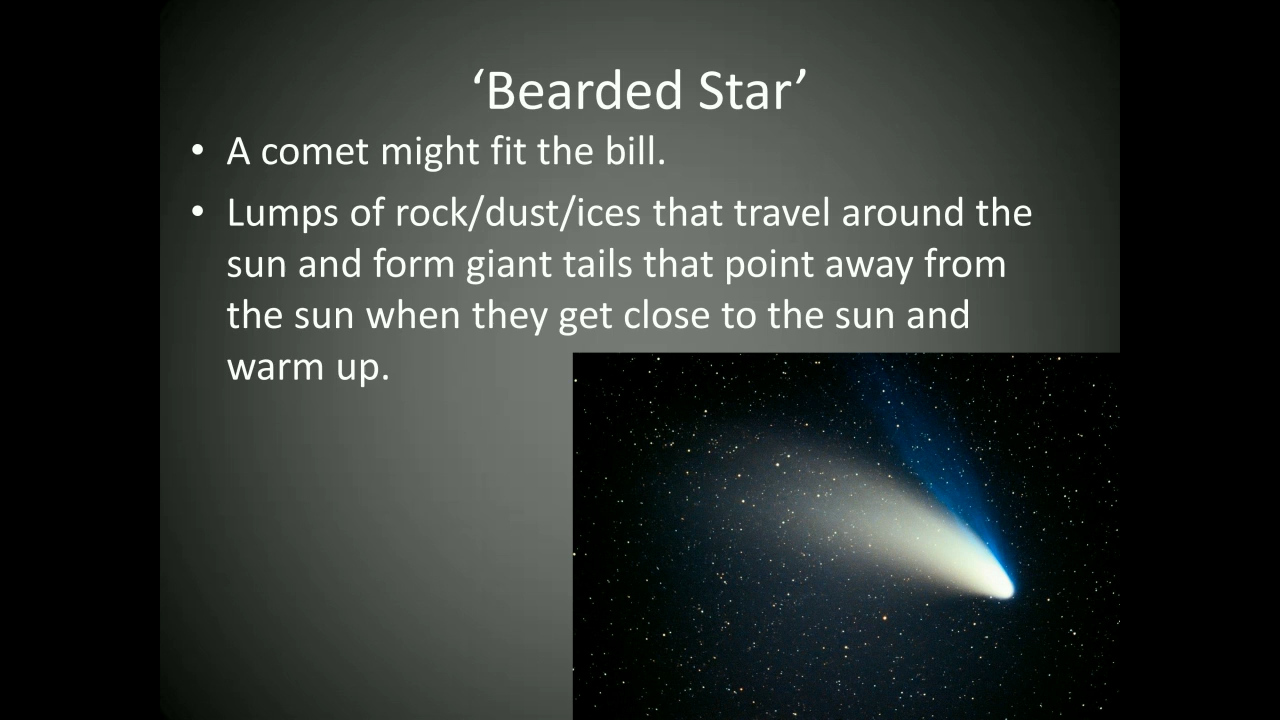 ‘Bearded Star’
• A comet might fit the bill.
• Lumps of rock/dust/ices that travel around the
sun and form giant tails that point away from
the sun when they get close to the sun and
warm up.